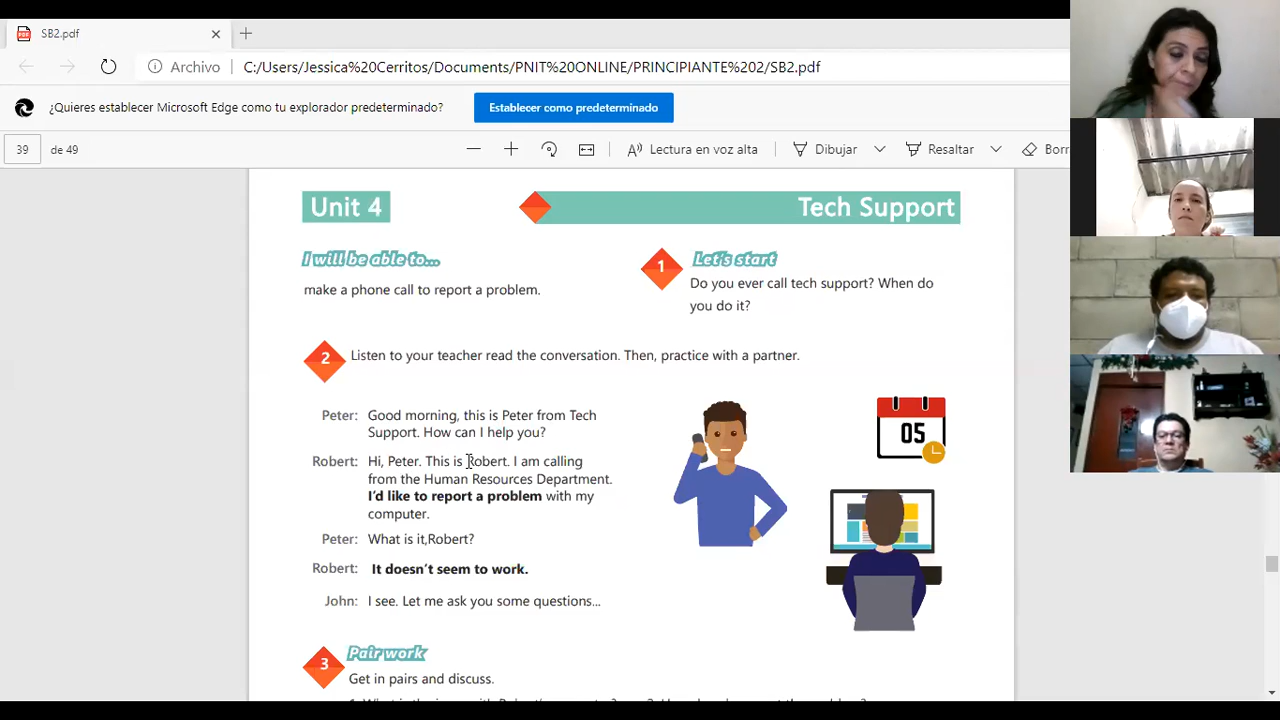 SB2.pdf
Archivo C:/Users/Jessica%20Cerritos/Documents/PNIT%20ONLINE/PRINCIPIANTE%202/SB2.pdf
¿Quieres establecer Microsoft Edge como tu explorador predeterminado? Establecer como predeterminado
39 de 49 Lectura en voz alta Dibujar Resaltar Borr
Unit 4 Tech Support
I will be able to...
make a phone call to report a problem.
1 Let's start
Do you ever call tech support? When do
you do it?
2 Listen to your teacher read the conversation. Then, practice with a partner.
Peter: Good morning, this is Peter from Tech
Support. How can I help you?
Robert: Hi, Peter. This is Robert. I am calling
from the Human Resources Department.
I'd like to report a problem with my
computer.
Peter: What is it,Robert?
Robert: It doesn't seem to work.
John: I see. Let me ask you some questions...
05
3 Pair work
Get in pairs and discuss.